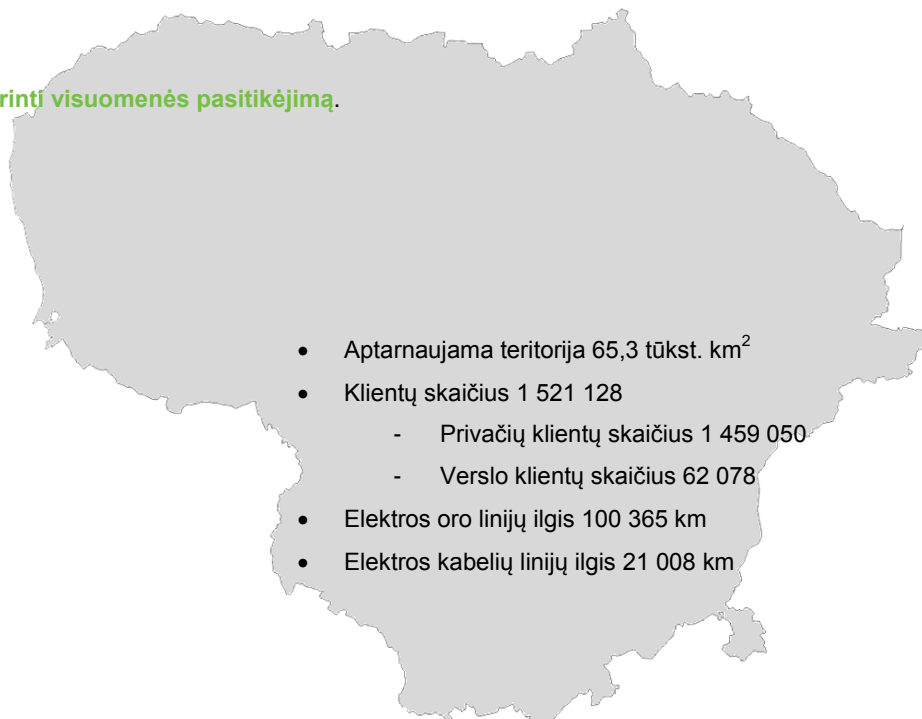 rinti visuomenės pasitikėjimą.
• Aptarnaujama teritorija 65,3 tūkst. km²
• Klientų skaičius 1 521 128
- Privačių klientų skaičius 1 459 050
- Verslo klientų skaičius 62 078
• Elektros oro linijų ilgis 100 365 km
• Elektros kabelių linijų ilgis 21 008 km